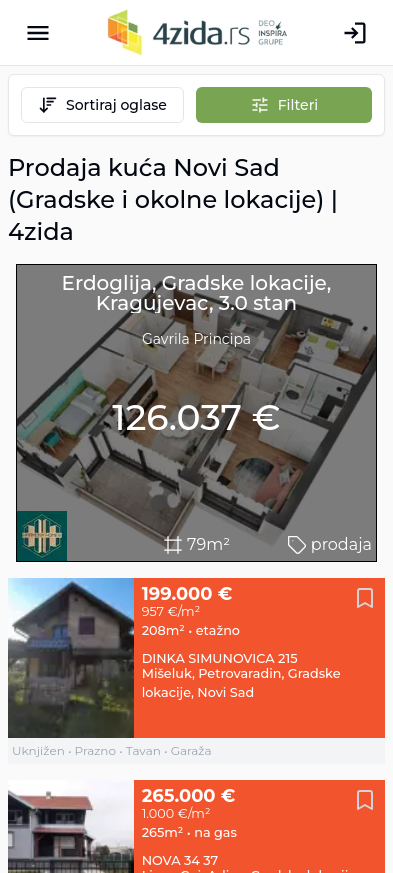 4zida.rs
DEO
INSPIRA
GRUPE
Sortiraj oglase
Filteri
Prodaja kuća Novi Sad
(Gradske i okolne lokacije) |
4zida
Erdoglija, Gradske lokacije,
Kragujevac, 3.0 stan
Gavrila Principa
126.037 €
79m²
prodaja
199.000 €
957 €/m²
208m² • etažno
DINKA SIMUNOVICA 215
Mišeluk, Petrovaradin, Gradske
lokacije, Novi Sad
Uknjižen • Prazno • Tavan • Garaža
265.000 €
1.000 €/m²
265m² • na gas
NOVA 34 37